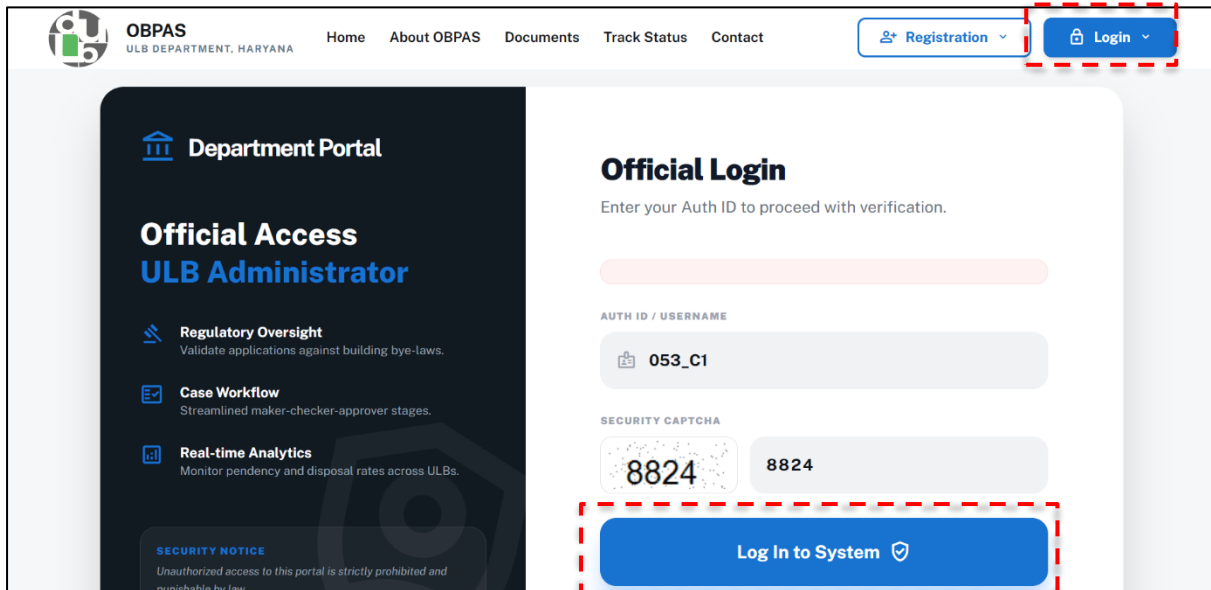 OBPAS
ULB DEPARTMENT, HARYANA
Home About OBPAS Documents Track Status Contact
Registration
Login
Department Portal
Official Access
ULB Administrator
Regulatory Oversight
Validate applications against building bye-laws.
Case Workflow
Streamlined maker-checker-approver stages.
Real-time Analytics
Monitor pendency and disposal rates across ULBs.
SECURITY NOTICE
Unauthorized access to this portal is strictly prohibited and
punishable by law.
Official Login
Enter your Auth ID to proceed with verification.
AUTH ID / USERNAME
053_C1
SECURITY CAPTCHA
8824
8824
Log In to System